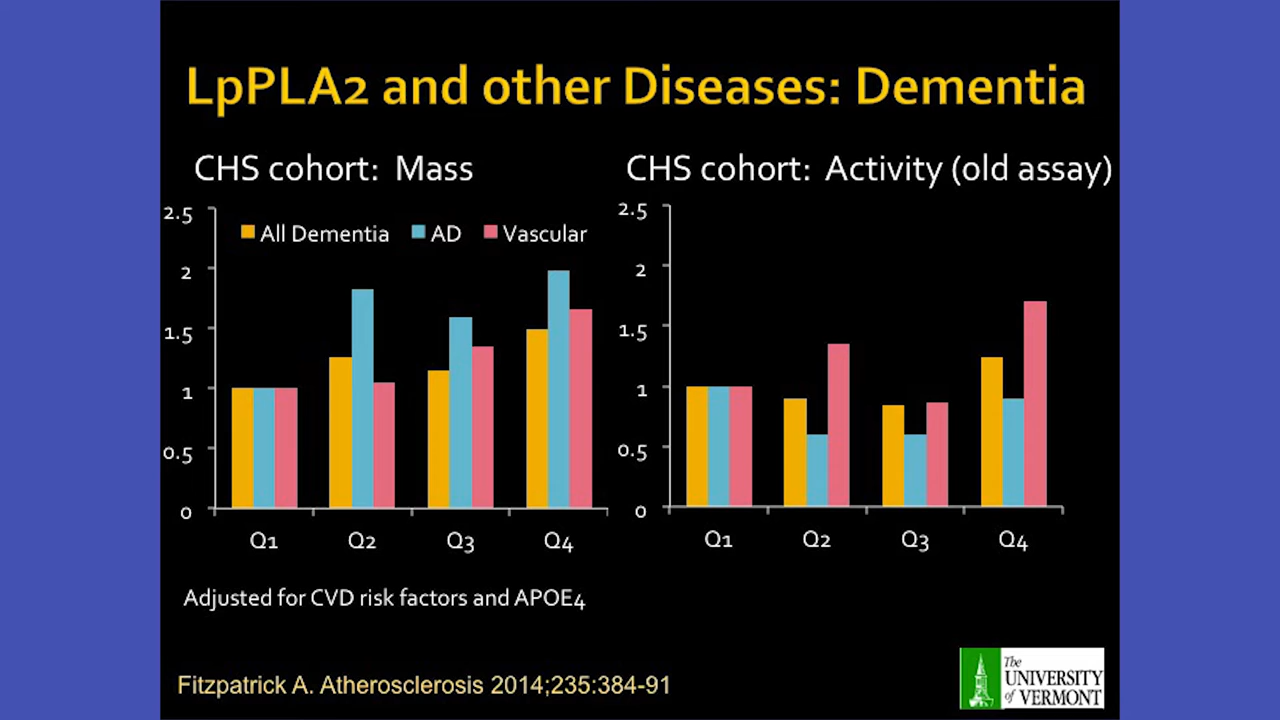 LpPLA2 and other Diseases: Dementia
CHS cohort: Mass
2.5
All Dementia AD Vascular
2
1.5
1
0.5
0
Q1 Q2 Q3 Q4
CHS cohort: Activity (old assay)
2.5
2
1.5
1
0.5
0
Q1 Q2 Q3 Q4
Adjusted for CVD risk factors and APOE4
Fitzpatrick A. Atherosclerosis 2014;235:384-91
The
UNIVERSITY
of VERMONT